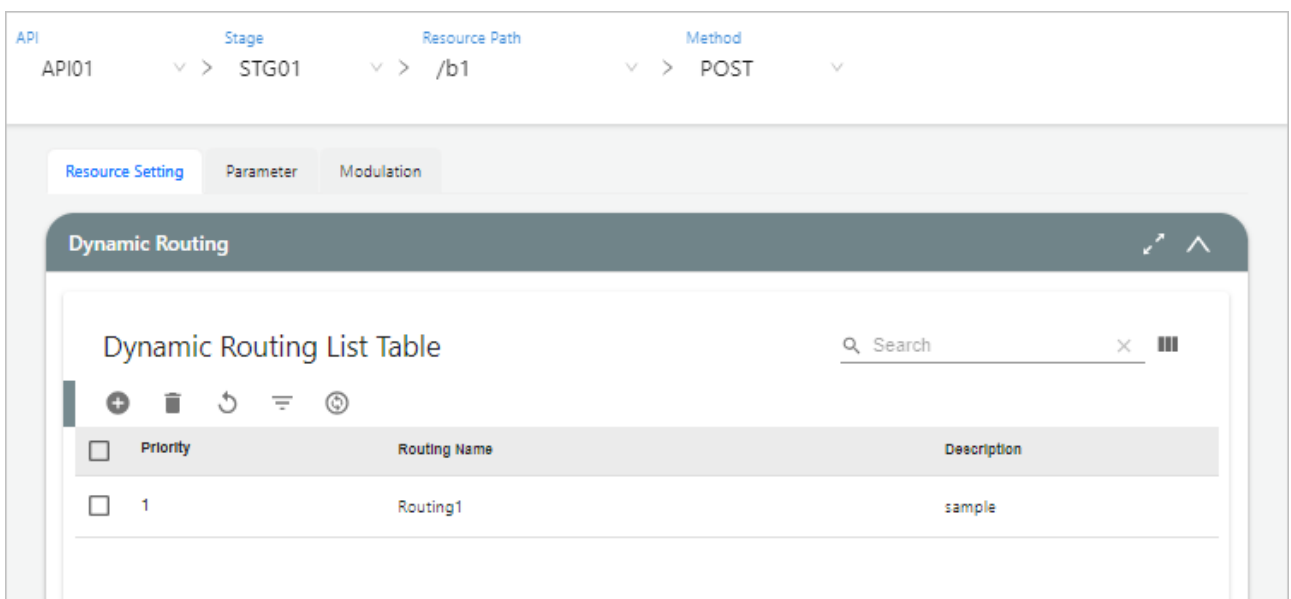 API Stage Resource Path Method
API01 > STG01 > /b1 > POST
Resource Setting Parameter Modulation
Dynamic Routing
Dynamic Routing List Table Search
Priority Routing Name Description
1 Routing1 sample